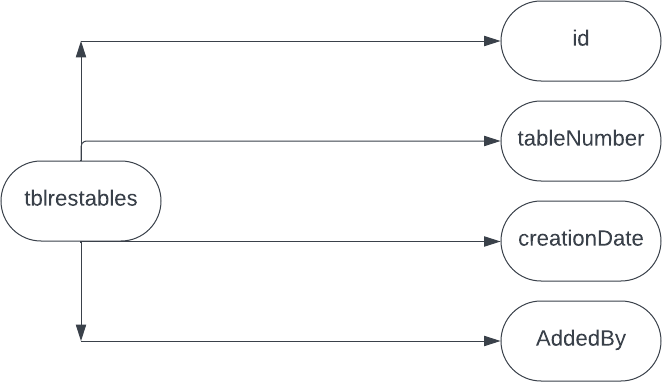 id
tableNumber
tblrestables
creationDate
AddedBy